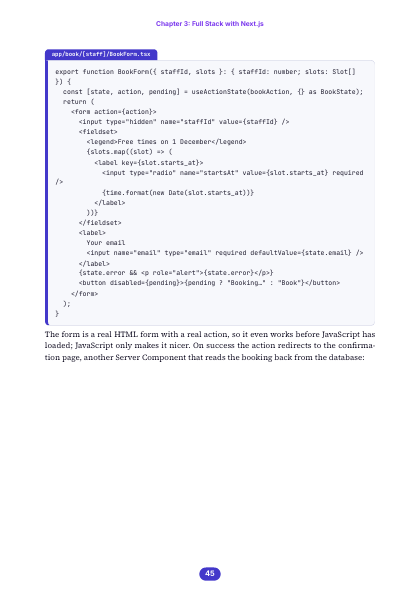 Chapter 3: Full Stack with Next.js
app/book/[staff]/BookForm.tsx
export function BookForm({ staffId, slots }: { staffId: number; slots: Slot[]
}) {
  const [state, action, pending] = useActionState(bookAction, {} as BookState);
  return (
    <form action={action}>
      <input type="hidden" name="staffId" value={staffId} />
      <fieldset>
        <legend>Free times on 1 December</legend>
        {slots.map((slot) => (
          <label key={slot.starts_at}>
            <input type="radio" name="startsAt" value={slot.starts_at} required
/>
            {time.format(new Date(slot.starts_at))}
          </label>
        ))}
      </fieldset>
      <label>
        Your email
        <input name="email" type="email" required defaultValue={state.email} />
      </label>
      {state.error && <p role="alert">{state.error}</p>}
      <button disabled={pending}>{pending ? "Booking…" : "Book"}</button>
    </form>
  );
}
The form is a real HTML form with a real action, so it even works before JavaScript has
loaded; JavaScript only makes it nicer. On success the action redirects to the confirma-
tion page, another Server Component that reads the booking back from the database:
45